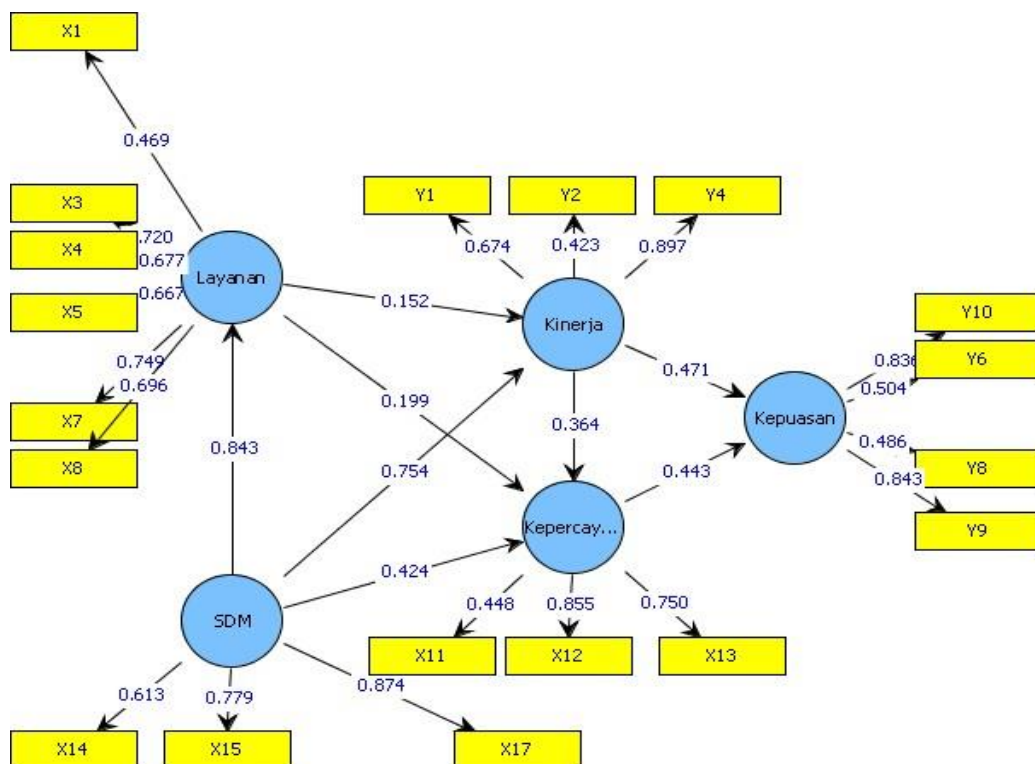 X1
0.469
X3
.720
X4
0.677
Layanan
0.667
X5
0.749
0.696
X7
X8
0.843
Y1
Y2
Y4
0.674
0.423
0.897
0.152
Kinerja
0.199
0.754
0.364
0.471
Kepuasan
0.443
Y10
0.836
Y6
0.504
0.486
Y8
0.843
Y9
Kepercay...
0.424
0.448
0.855
0.750
X11
X12
X13
SDM
0.613
0.779
0.874
X14
X15
X17